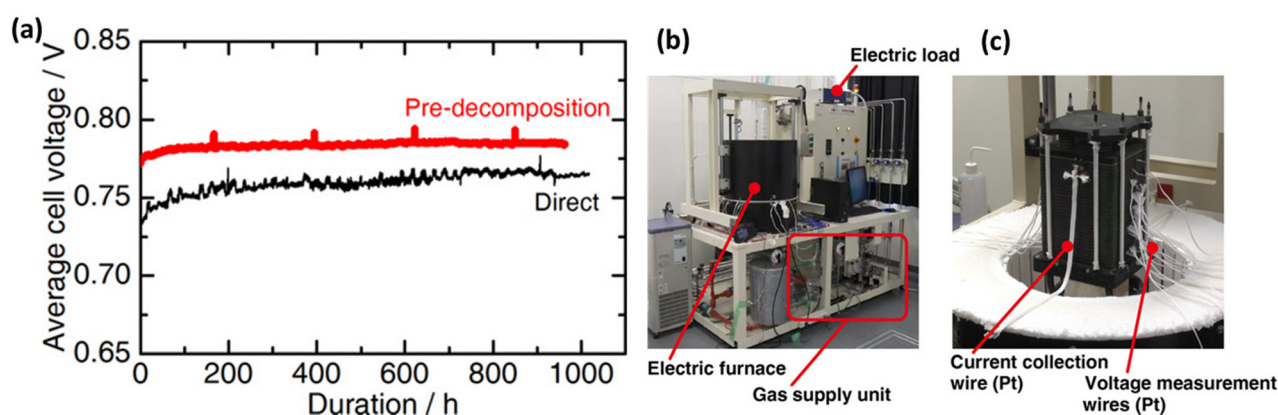 (a)
0.85
0.80
0.75
0.70
0.65
Average cell voltage / V
Pre-decomposition
Direct
0
200
400
600
800
1000
Duration / h
(b)
Electric load
Electric furnace
Gas supply unit
(c)
Current collection
wire (Pt)
Voltage measurement
wires (Pt)